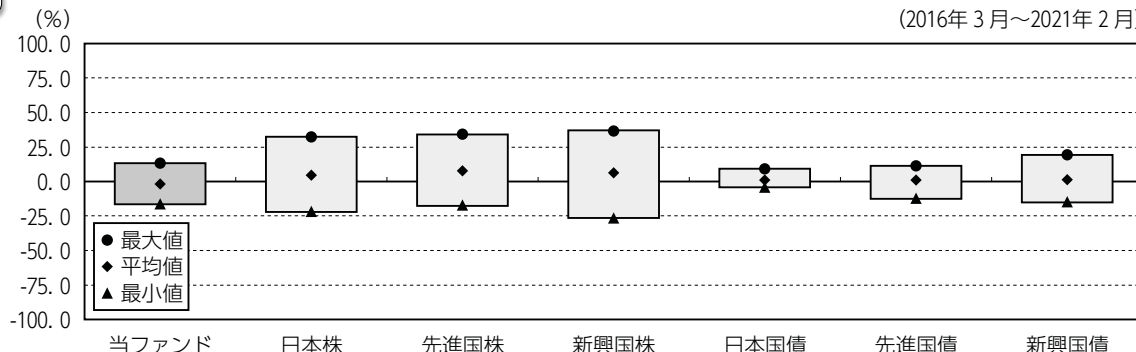 (%)
(2016年3月～2021年2月)
100.0
75.0
50.0
25.0
0.0
-25.0
-50.0
-75.0
-100.0
● 最大値
◆ 平均値
▲ 最小値
当ファンド 日本株 先進国株 新興国株 日本国債 先進国債 新興国債